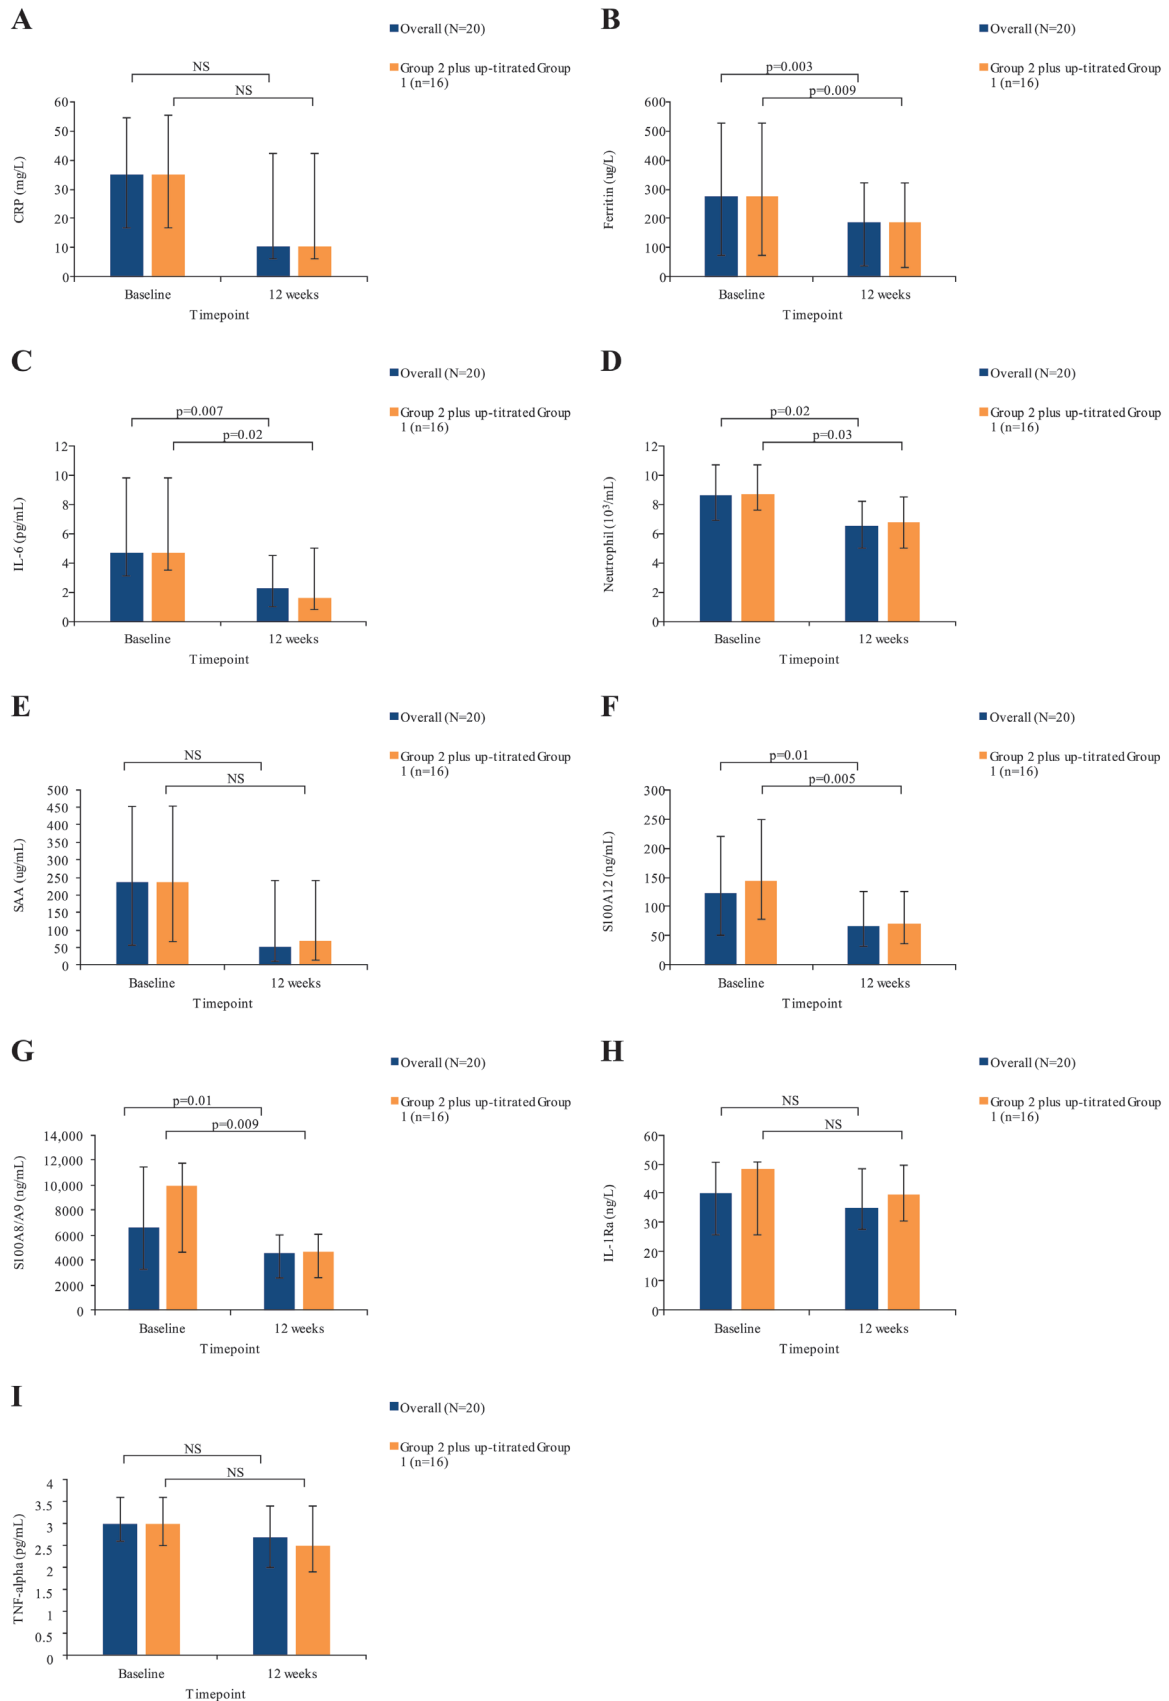 A
Overall (N=20)
Group 2 plus up-titrated Group
1 (n=16)
NS
NS
60
50
40
30
20
10
0
CRP (mg/L)
Baseline
12 weeks
Timepoint
B
Overall (N=20)
Group 2 plus up-titrated Group
1 (n=16)
p=0.003
p=0.009
600
500
400
300
200
100
0
Ferritin (ug/L)
Baseline
12 weeks
Timepoint
C
Overall (N=20)
Group 2 plus up-titrated Group
1 (n=16)
p=0.007
p=0.02
12
10
8
6
4
2
0
IL-6 (pg/mL)
Baseline
12 weeks
Timepoint
D
Overall (N=20)
Group 2 plus up-titrated Group
1 (n=16)
p=0.02
p=0.03
12
10
8
6
4
2
0
Neutrophil (10³/mL)
Baseline
12 weeks
Timepoint
E
Overall (N=20)
Group 2 plus up-titrated Group
1 (n=16)
NS
NS
500
450
400
350
300
250
200
150
100
50
0
SAA (ug/mL)
Baseline
12 weeks
Timepoint
F
Overall (N=20)
Group 2 plus up-titrated Group
1 (n=16)
p=0.01
p=0.005
300
250
200
150
100
50
0
S100A12 (ng/mL)
Baseline
12 weeks
Timepoint
G
Overall (N=20)
Group 2 plus up-titrated Group
1 (n=16)
p=0.01
p=0.009
14,000
12,000
10,000
8000
6000
4000
2000
0
S100A8/A9 (ng/mL)
Baseline
12 weeks
Timepoint
H
Overall (N=20)
Group 2 plus up-titrated Group
1 (n=16)
NS
NS
60
50
40
30
20
10
0
IL-1Ra (ng/L)
Baseline
12 weeks
Timepoint
I
Overall (N=20)
Group 2 plus up-titrated Group
1 (n=16)
NS
NS
4
3.5
3
2.5
2
1.5
1
0.5
0
TNF-alpha (pg/mL)
Baseline
12 weeks
Timepoint